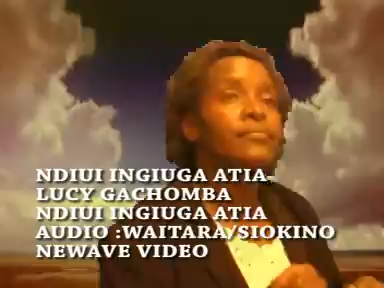 NDIUI INGIUGA ATIA-
LUCY GACHOMBA
NDIUI INGIUGA ATIA
AUDIO :WAITARA/SIOKINO
NEWAVE VIDEO